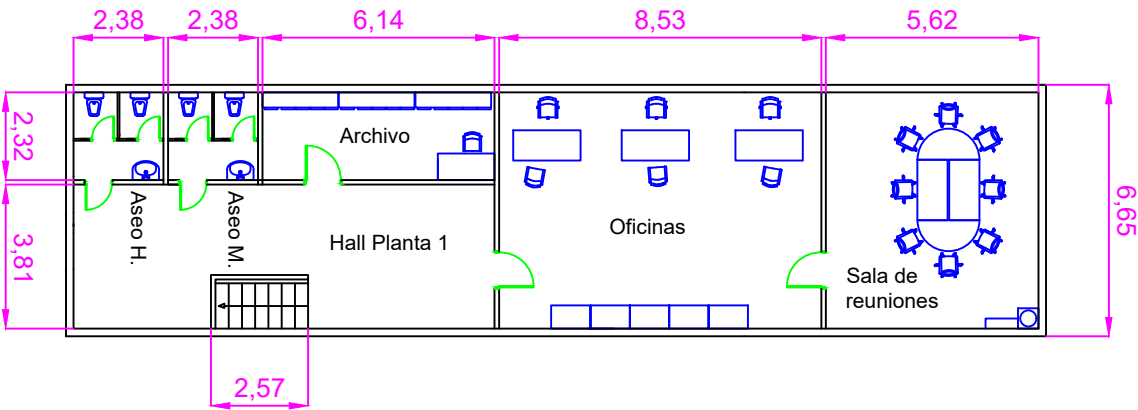 2,38
2,38
6,14
8,53
5,62
2,32
3,81
6,65
Archivo
Aseo H.
Aseo M.
Hall Planta 1
Oficinas
Sala de
reuniones
2,57